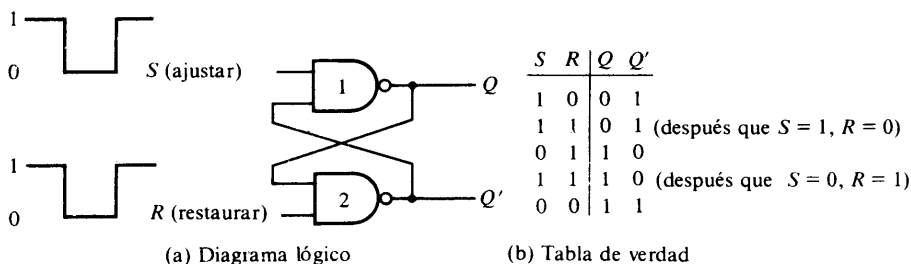 1
0
S (ajustar)
1
Q
1
0
R (restaurar)
2
Q'
(a) Diagrama lógico
S R Q Q'
1 0 0 1
1 1 0 1 (después que S = 1, R = 0)
0 1 1 0
1 1 1 0 (después que S = 0, R = 1)
0 0 1 1
(b) Tabla de verdad